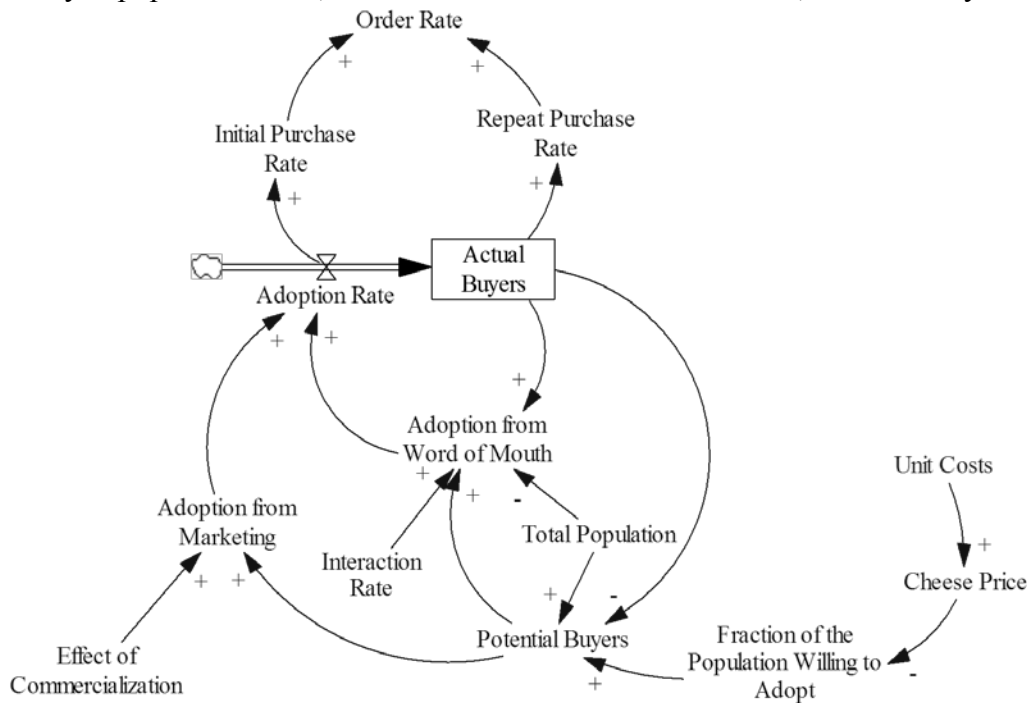 Order Rate
+
+
Initial Purchase
Rate
Repeat Purchase
Rate
+
+
Actual
Buyers
Adoption Rate
+
+
+
Adoption from
Word of Mouth
+
+
-
Unit Costs
Adoption from
Marketing
Total Population
+
Interaction
Rate
Cheese Price
+
+
+
-
Potential Buyers
Fraction of the
Population Willing to
Adopt
+
-
Effect of
Commercialization